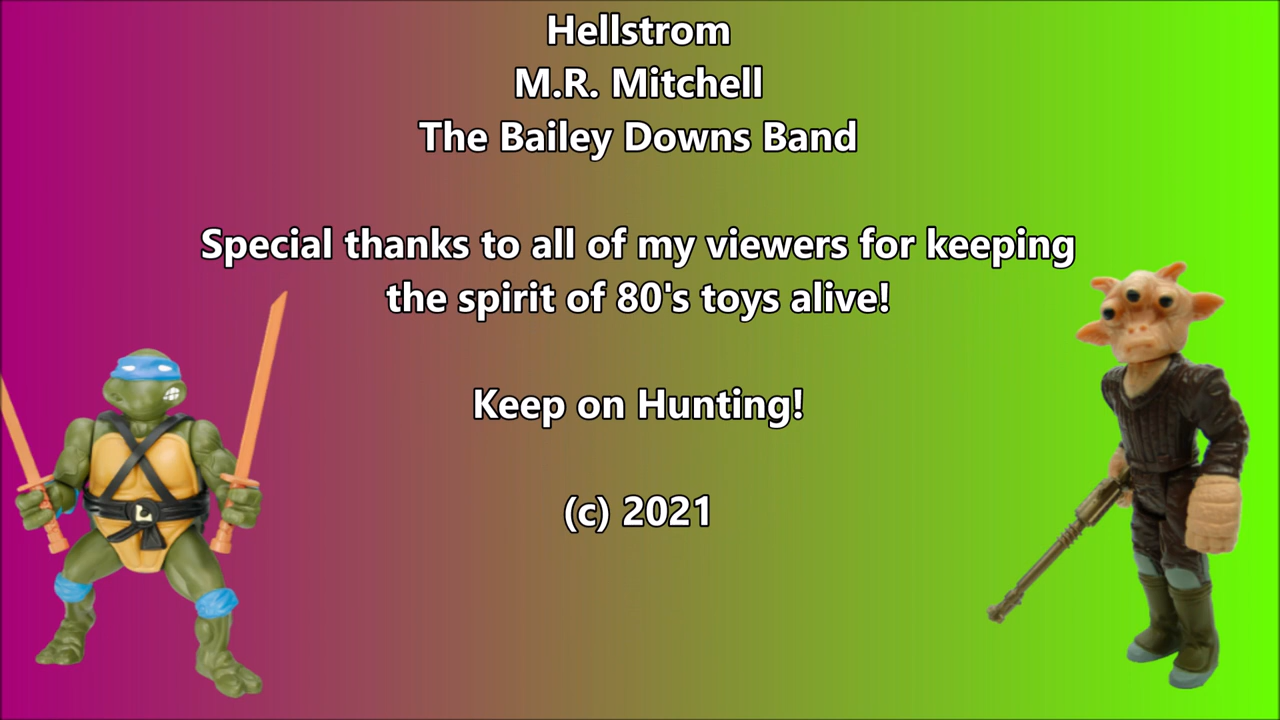 Hellstrom
M.R. Mitchell
The Bailey Downs Band
Special thanks to all of my viewers for keeping
the spirit of 80's toys alive!
Keep on Hunting!
(c) 2021
L